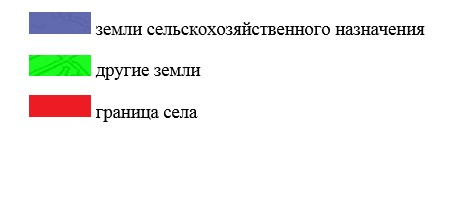 земли сельскохозяйственного назначения
другие земли
граница села